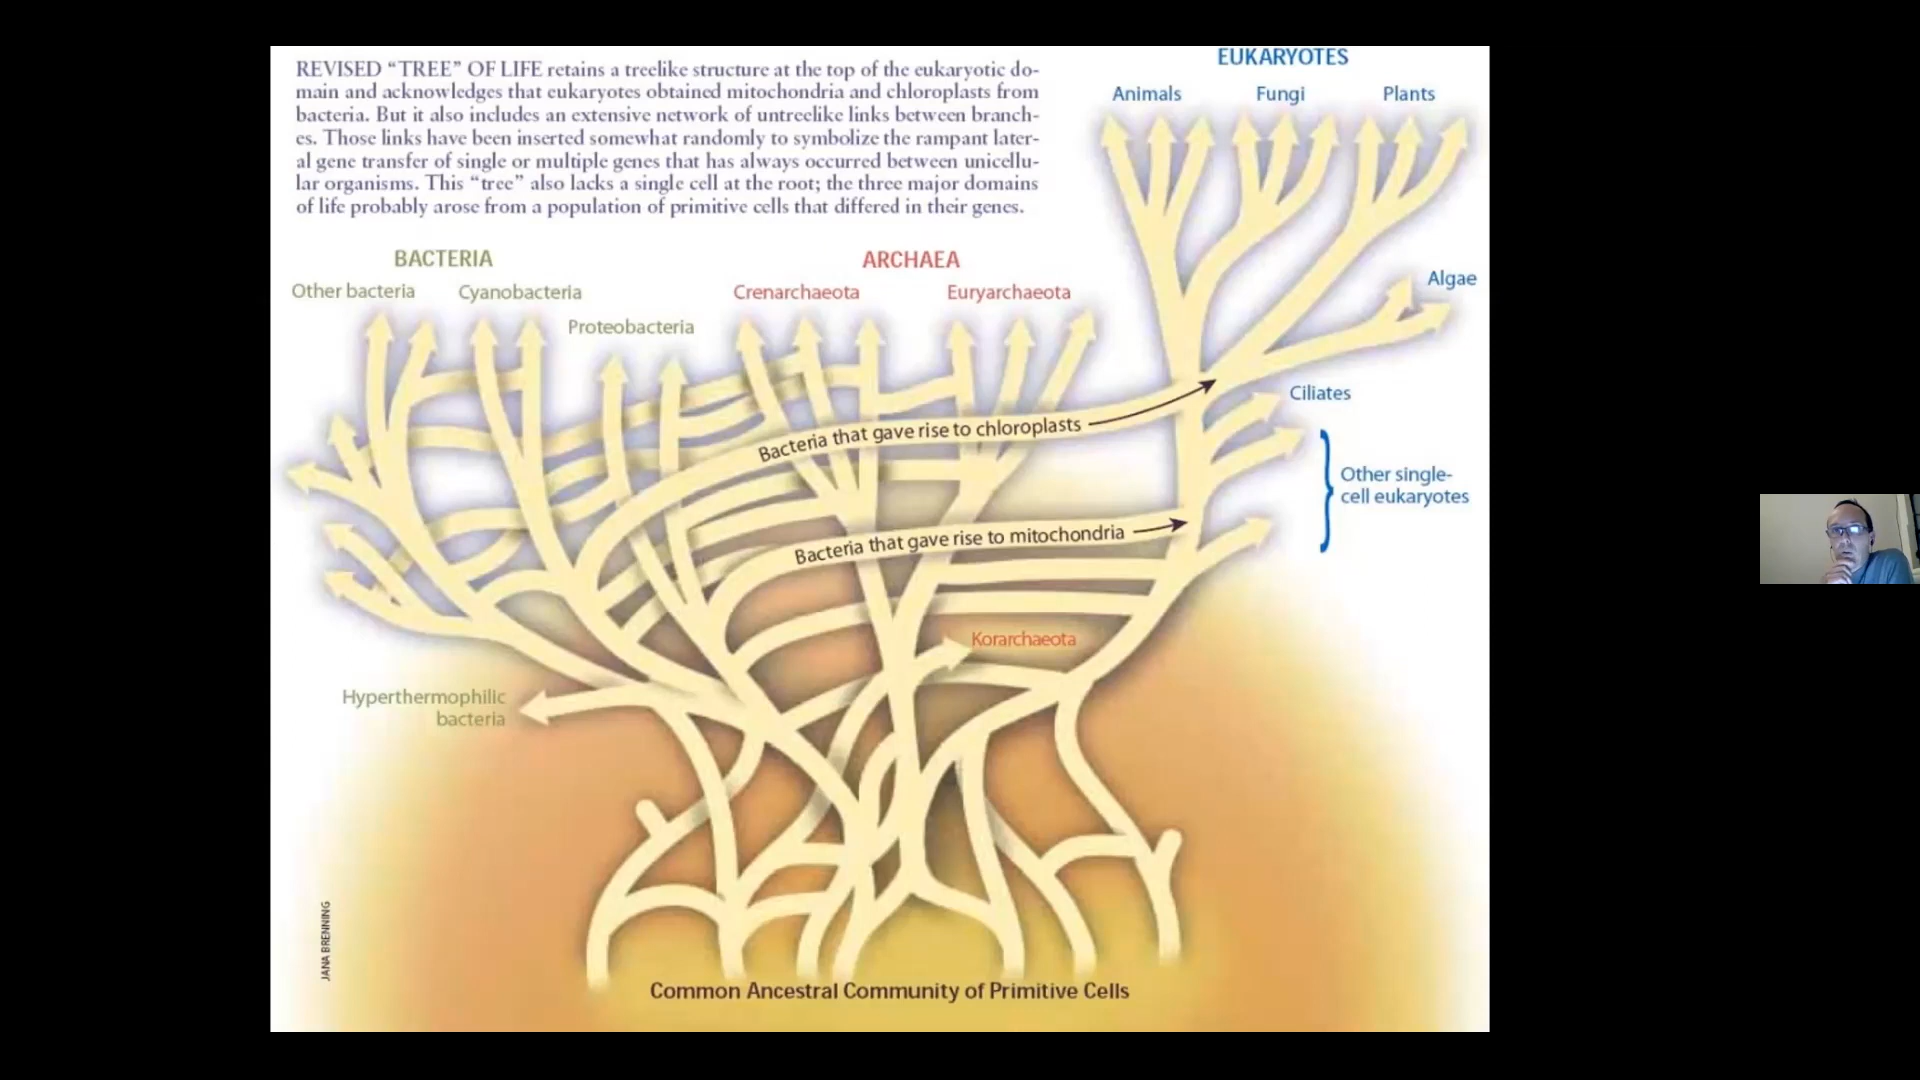 REVISED “TREE” OF LIFE retains a treelike structure at the top of the eukaryotic do-
main and acknowledges that eukaryotes obtained mitochondria and chloroplasts from
bacteria. But it also includes an extensive network of untreelike links between branch-
es. Those links have been inserted somewhat randomly to symbolize the rampant later-
al gene transfer of single or multiple genes that has always occurred between unicellu-
lar organisms. This “tree” also lacks a single cell at the root; the three major domains
of life probably arose from a population of primitive cells that differed in their genes.
EUKARYOTES
Animals
Fungi
Plants
BACTERIA
ARCHAEA
Other bacteria
Cyanobacteria
Crenarchaeota
Euryarchaeota
Algae
Proteobacteria
Ciliates
Bacteria that gave rise to chloroplasts
Other single-
cell eukaryotes
Bacteria that gave rise to mitochondria
Korarchaeota
Hyperthermophilic
bacteria
JANA BRENNING
Common Ancestral Community of Primitive Cells